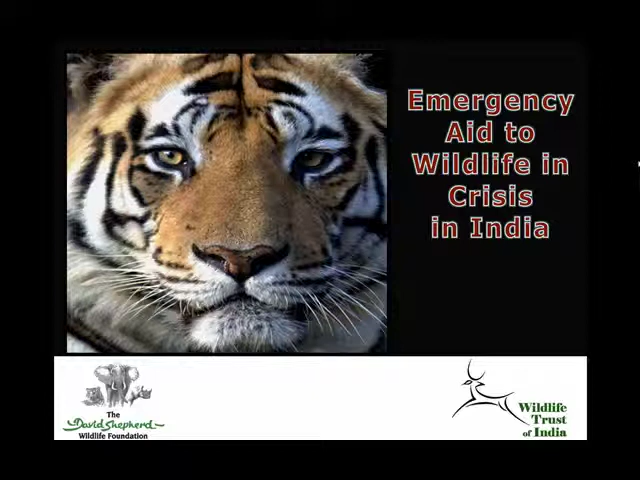 Emergency
Aid to
Wildlife in
Crisis
in India
The
David Shepherd
Wildlife Foundation
Wildlife
Trust
of India